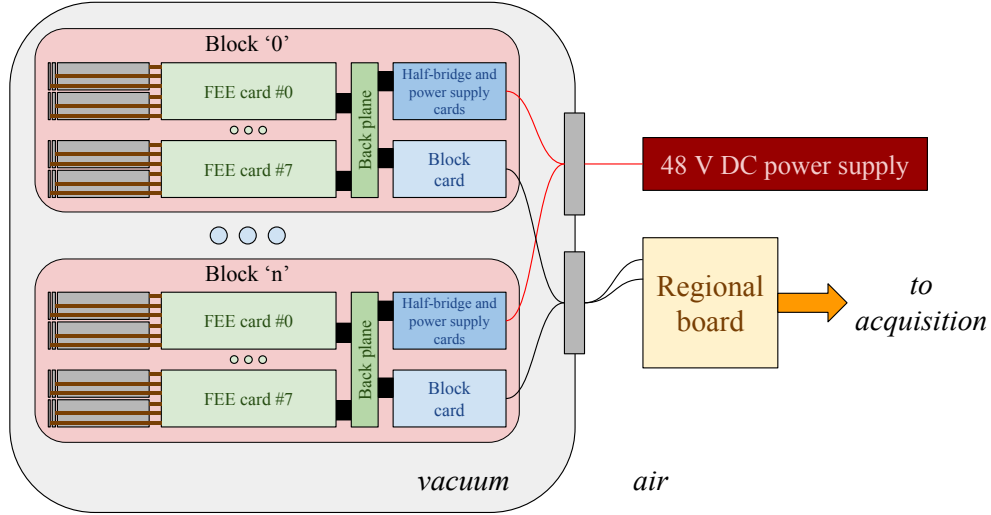 Block ‘0’
FEE card #0
Back plane
Half-bridge and
power supply
cards
FEE card #7
Block
card
48 V DC power supply
Regional
board
to
acquisition
Block ‘n’
FEE card #0
Back plane
Half-bridge and
power supply
cards
FEE card #7
Block
card
vacuum
air